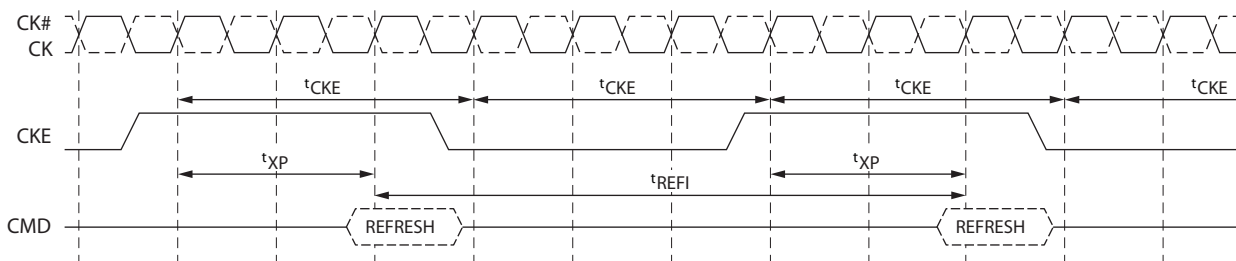 CK#
CK
tCKE tCKE tCKE tCKE
CKE
tXP tXP
tREFI
CMD REFRESH REFRESH